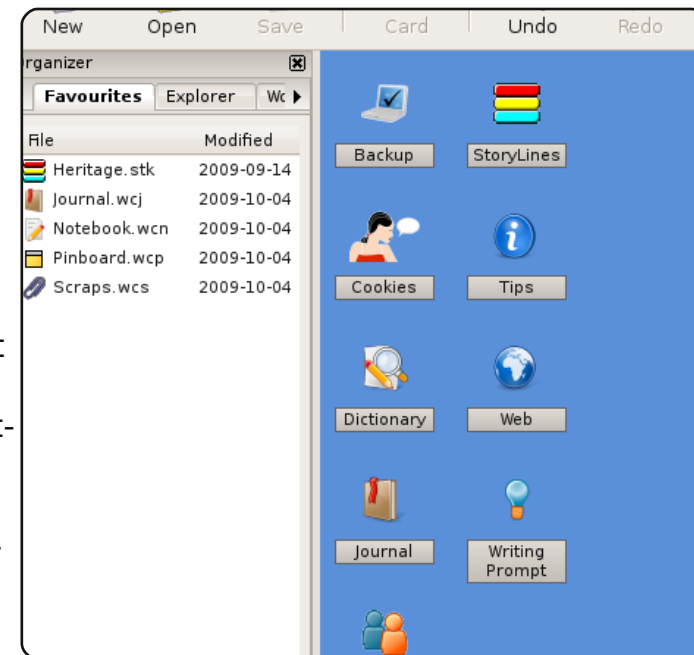 New Open Save Card Undo Redo
rganizer
Favourites Explorer Wo
File Modified
Heritage.stk 2009-09-14
Journal.wcj 2009-10-04
Notebook.wcn 2009-10-04
Pinboard.wcp 2009-10-04
Scraps.wcs 2009-10-04
Backup StoryLines
Cookies Tips
Dictionary Web
Journal Writing
Prompt